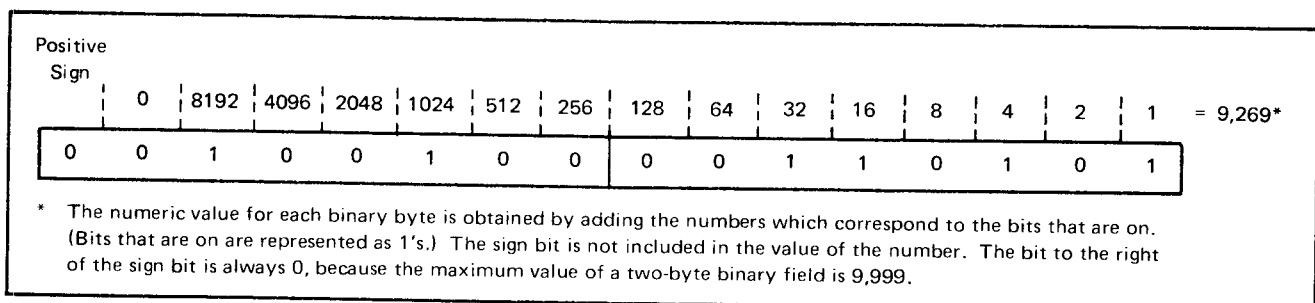 Positive
Sign
0 8192 4096 2048 1024 512 256 128 64 32 16 8 4 2 1 = 9,269*
0 0 1 0 0 1 0 0 0 0 1 1 0 1 0 1
* The numeric value for each binary byte is obtained by adding the numbers which correspond to the bits that are on.
(Bits that are on are represented as 1's.) The sign bit is not included in the value of the number. The bit to the right
of the sign bit is always 0, because the maximum value of a two-byte binary field is 9,999.